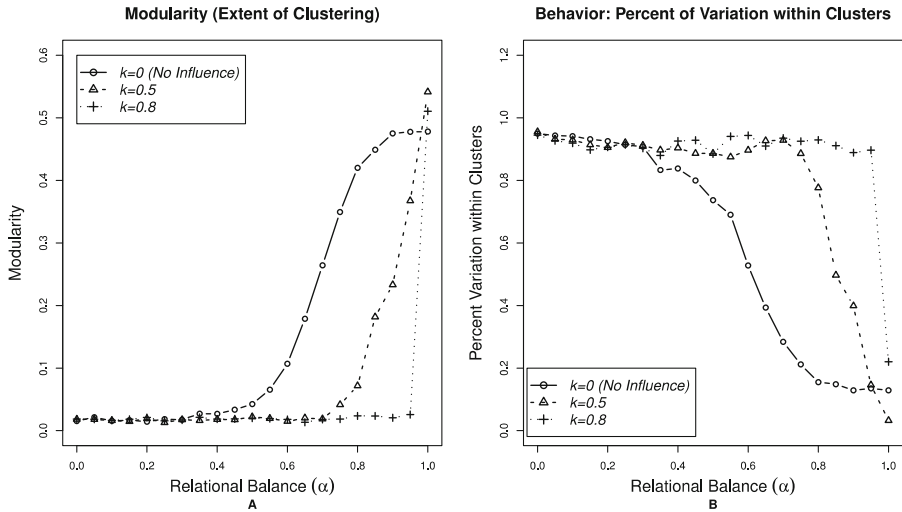 Modularity (Extent of Clustering)
0.6
0.5
0.4
0.3
0.2
0.1
0.0
Modularity
k=0 (No Influence)
k=0.5
k=0.8
0.0 0.2 0.4 0.6 0.8 1.0
Relational Balance (α)
A
Behavior: Percent of Variation within Clusters
1.2
1.0
0.8
0.6
0.4
0.2
0.0
Percent Variation within Clusters
k=0 (No Influence)
k=0.5
k=0.8
0.0 0.2 0.4 0.6 0.8 1.0
Relational Balance (α)
B